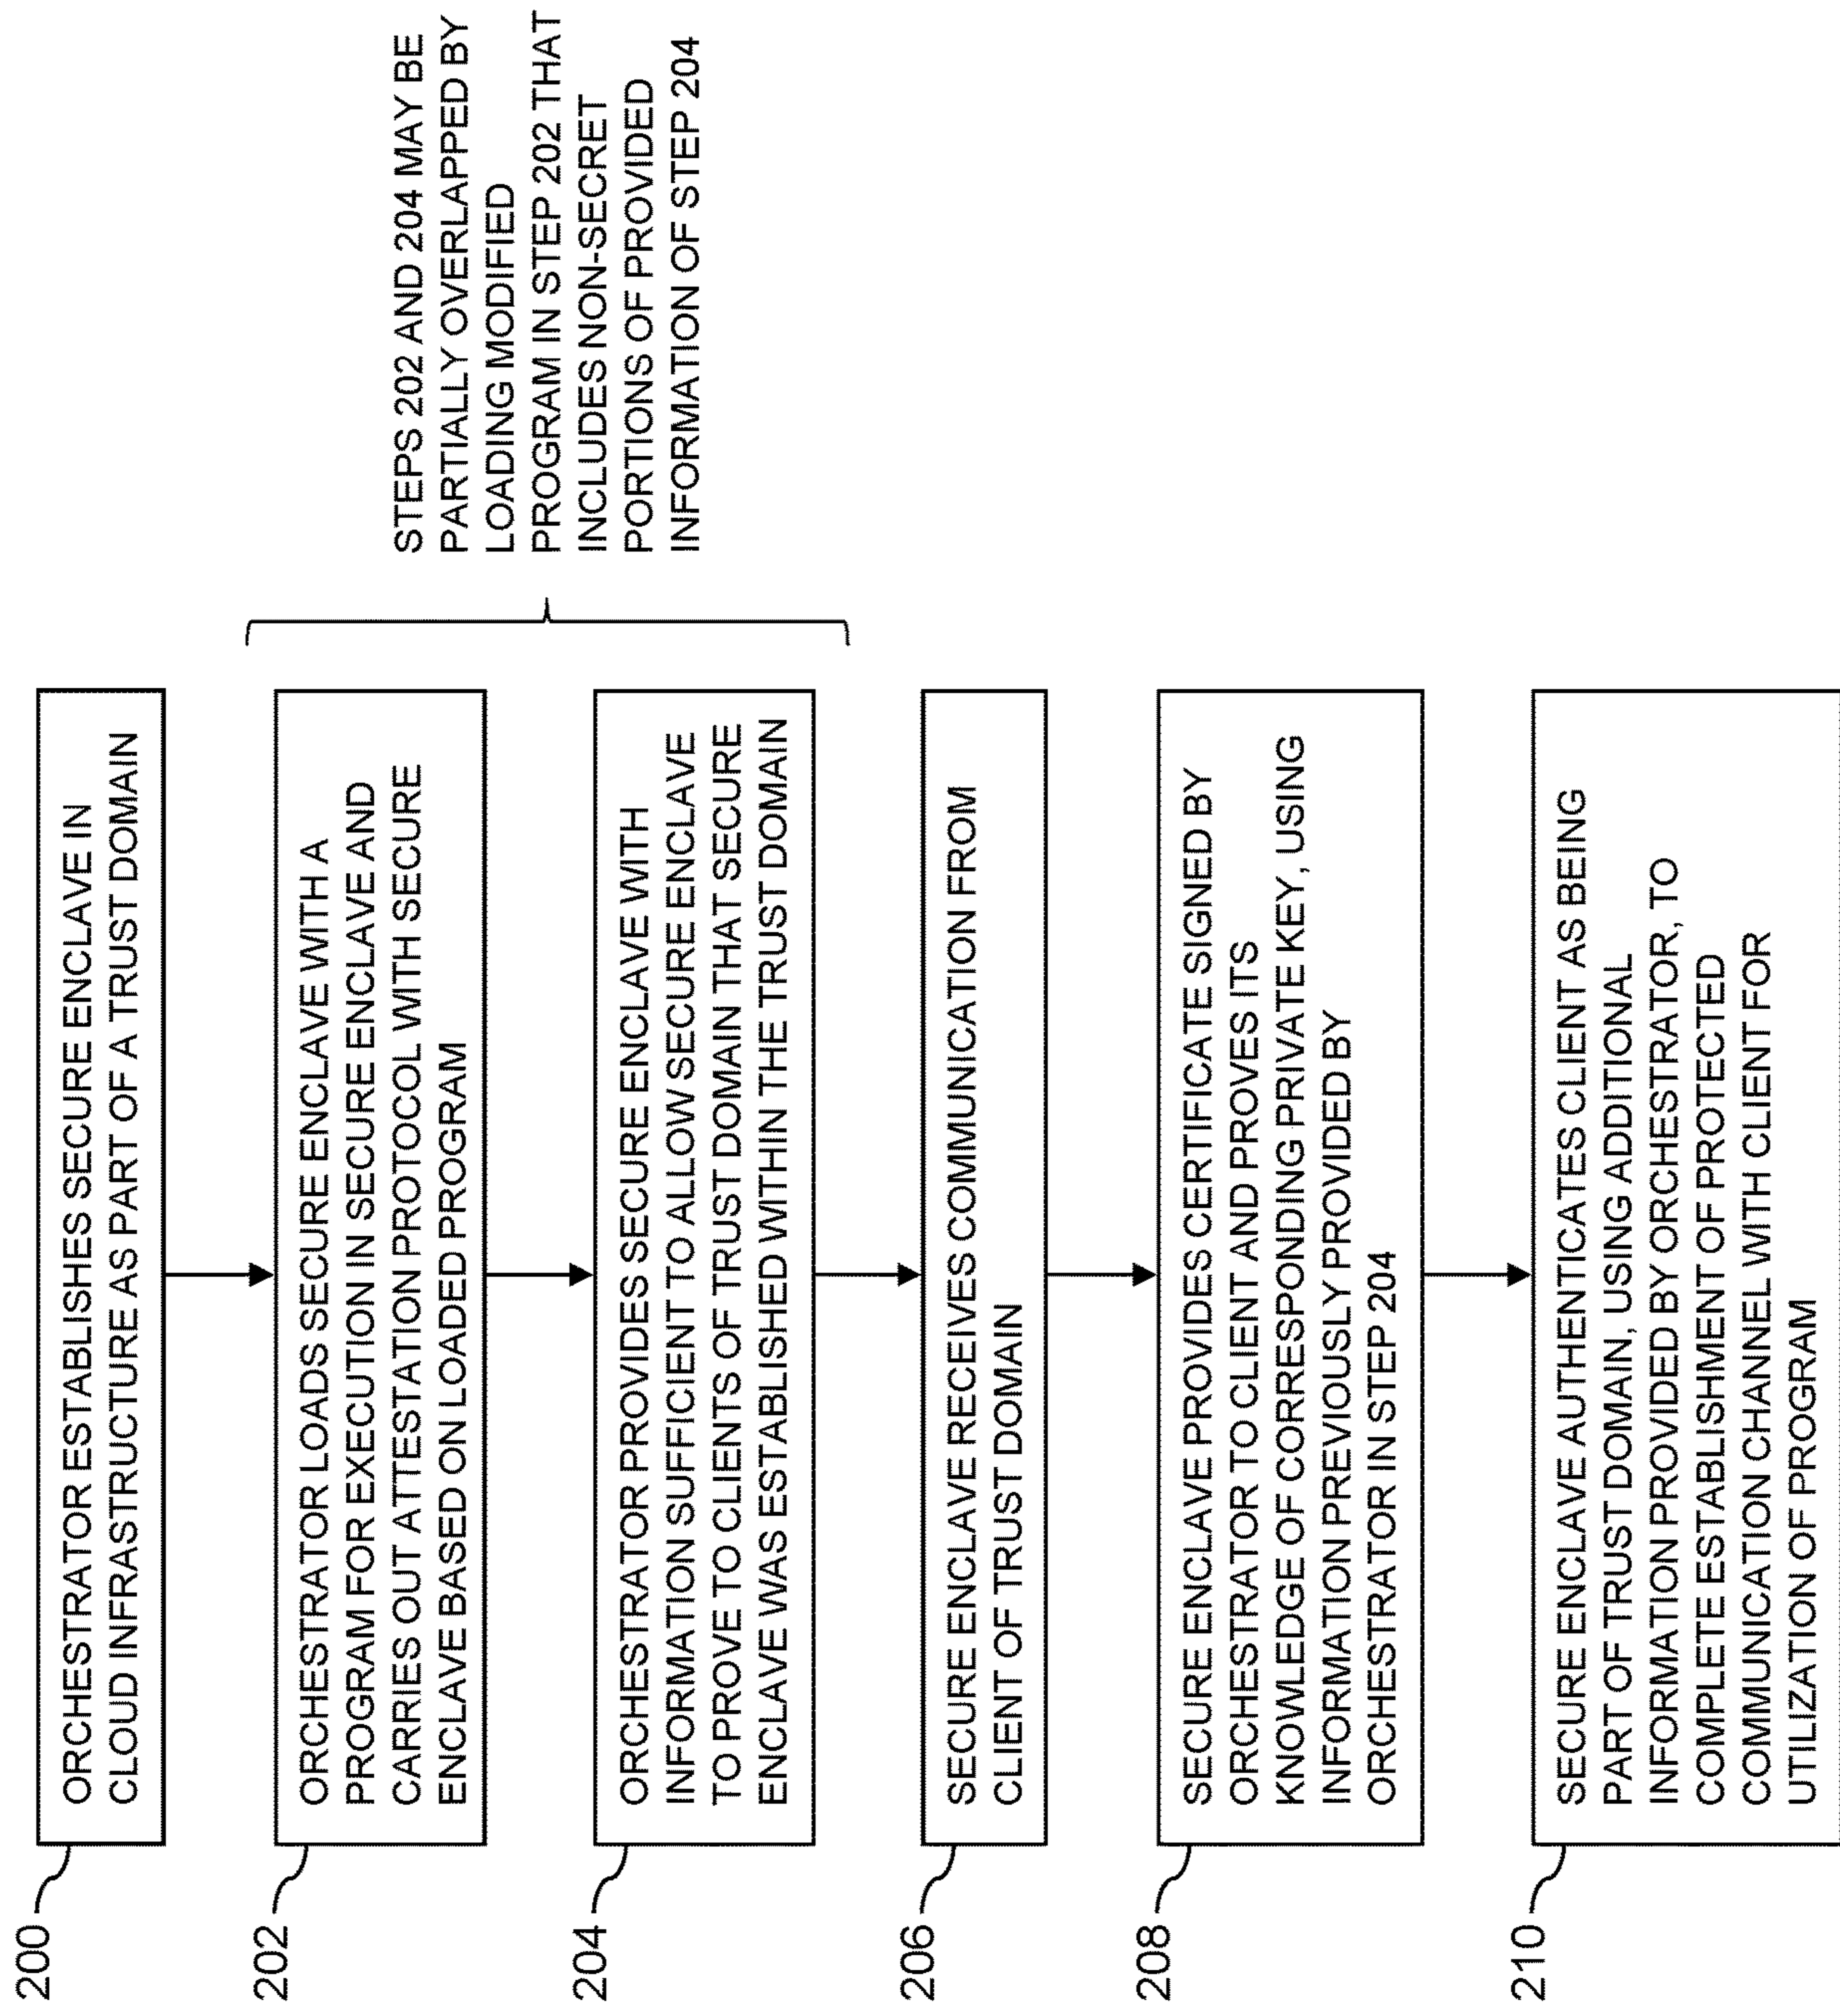 200
ORCHESTRATOR ESTABLISHES SECURE ENCLAVE IN
CLOUD INFRASTRUCTURE AS PART OF A TRUST DOMAIN
202
ORCHESTRATOR LOADS SECURE ENCLAVE WITH A
PROGRAM FOR EXECUTION IN SECURE ENCLAVE AND
CARRIES OUT ATTESTATION PROTOCOL WITH SECURE
ENCLAVE BASED ON LOADED PROGRAM
204
ORCHESTRATOR PROVIDES SECURE ENCLAVE WITH
INFORMATION SUFFICIENT TO ALLOW SECURE ENCLAVE
TO PROVE TO CLIENTS OF TRUST DOMAIN THAT SECURE
ENCLAVE WAS ESTABLISHED WITHIN THE TRUST DOMAIN
STEPS 202 AND 204 MAY BE
PARTIALLY OVERLAPPED BY
LOADING MODIFIED
PROGRAM IN STEP 202 THAT
INCLUDES NON-SECRET
PORTIONS OF PROVIDED
INFORMATION OF STEP 204
206
SECURE ENCLAVE RECEIVES COMMUNICATION FROM
CLIENT OF TRUST DOMAIN
208
SECURE ENCLAVE PROVIDES CERTIFICATE SIGNED BY
ORCHESTRATOR TO CLIENT AND PROVES ITS
KNOWLEDGE OF CORRESPONDING PRIVATE KEY, USING
INFORMATION PREVIOUSLY PROVIDED BY
ORCHESTRATOR IN STEP 204
210
SECURE ENCLAVE AUTHENTICATES CLIENT AS BEING
PART OF TRUST DOMAIN, USING ADDITIONAL
INFORMATION PROVIDED BY ORCHESTRATOR, TO
COMPLETE ESTABLISHMENT OF PROTECTED
COMMUNICATION CHANNEL WITH CLIENT FOR
UTILIZATION OF PROGRAM